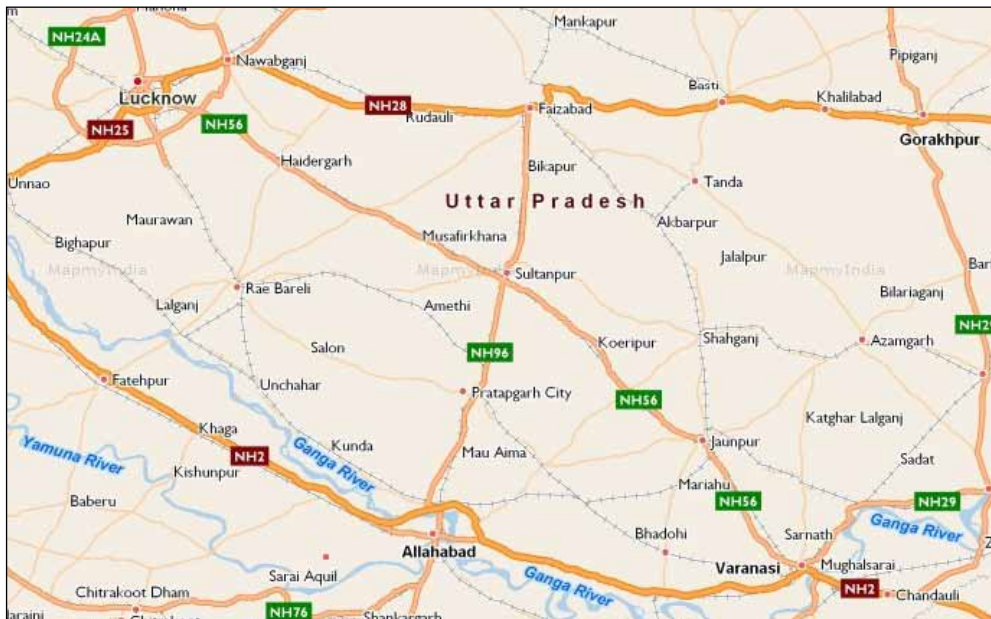 Mankapur
NH24A
Nawabganj
Pipiganj
Basti
Khalilabad
Lucknow
NH28
Faizabad
NH25
NH56
Rudauli
Gorakhpur
Haidergarh
Bikapur
Unnao
Tanda
Uttar Pradesh
Maurawan
Akbarpur
Bighapur
Musafirkhana
Jalalpur
MapmyIndia
MapmyIndia
MapmyIndia
Sultanpur
Rae Bareli
Bilariaganj
Lalganj
Amethi
NH29
Salon
Koeripur
Shahganj
Azamgarh
NH96
Fatehpur
Unchahar
Pratapgarh City
NH56
Katghar Lalganj
Khaga
Kunda
Jaunpur
Yamuna River
NH2
Ganga River
Mau Aima
Sadat
Kishunpur
Mariahu
Baberu
NH56
NH29
Allahabad
Bhadohi
Sarnath
Ganga River
Sarai Aquil
Ganga River
Varanasi
Mughalsarai
Chitrakoot Dham
NH2
Chandauli
NH76
Shankargarh